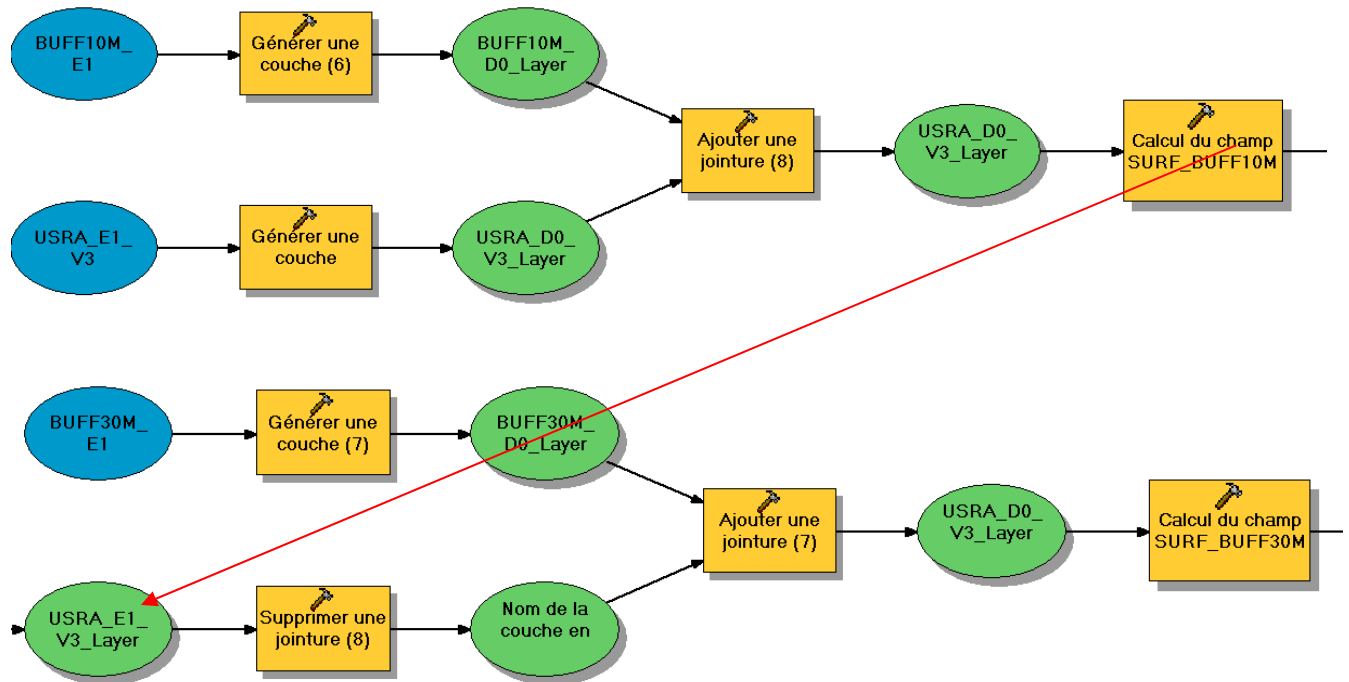 BUFF10M_
E1
Générer une
couche (6)
BUFF10M_
D0_Layer
Ajouter une
jointure (8)
USRA_D0_
V3_Layer
Calcul du champ
SURF_BUFF10M
USRA_E1_
V3
Générer une
couche
USRA_D0_
V3_Layer
BUFF30M_
E1
Générer une
couche (7)
BUFF30M_
D0_Layer
Ajouter une
jointure (7)
USRA_D0_
V3_Layer
Calcul du champ
SURF_BUFF30M
USRA_E1_
V3_Layer
Supprimer une
jointure (8)
Nom de la
couche en